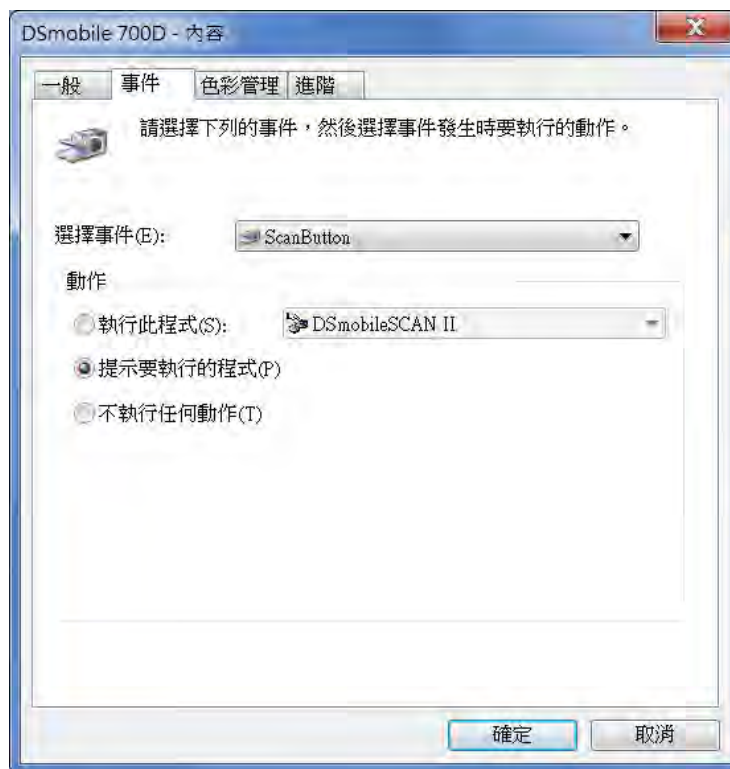 DSmobile 700D - 內容
一般 事件 色彩管理 進階
請選擇下列的事件，然後選擇事件發生時要執行的動作。
選擇事件(E): ScanButton
動作
執行此程式(S): DSmobileSCAN II
提示要執行的程式(P)
不執行任何動作(T)
確定 取消